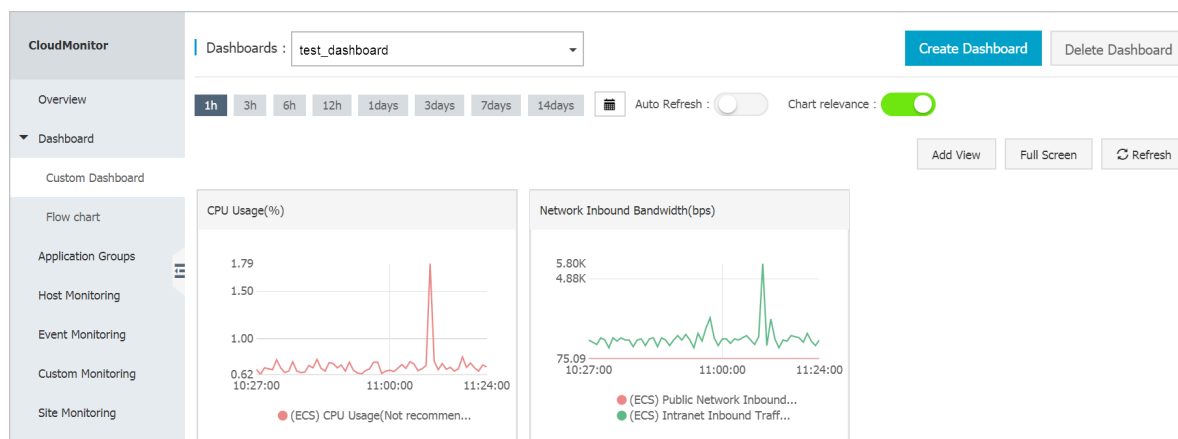 CloudMonitor
Dashboards : test_dashboard
Create Dashboard
Delete Dashboard
Overview
Dashboard
Custom Dashboard
Flow chart
Application Groups
Host Monitoring
Event Monitoring
Custom Monitoring
Site Monitoring
1h 3h 6h 12h 1days 3days 7days 14days Auto Refresh : Chart relevance :
Add View Full Screen Refresh
CPU Usage(%)
1.79
1.50
1.00
0.62
10:27:00 11:00:00 11:24:00
(ECS) CPU Usage(Not recommen...
Network Inbound Bandwidth(bps)
5.80K
4.88K
75.09
10:27:00 11:00:00 11:24:00
(ECS) Public Network Inbound...
(ECS) Intranet Inbound Traff...